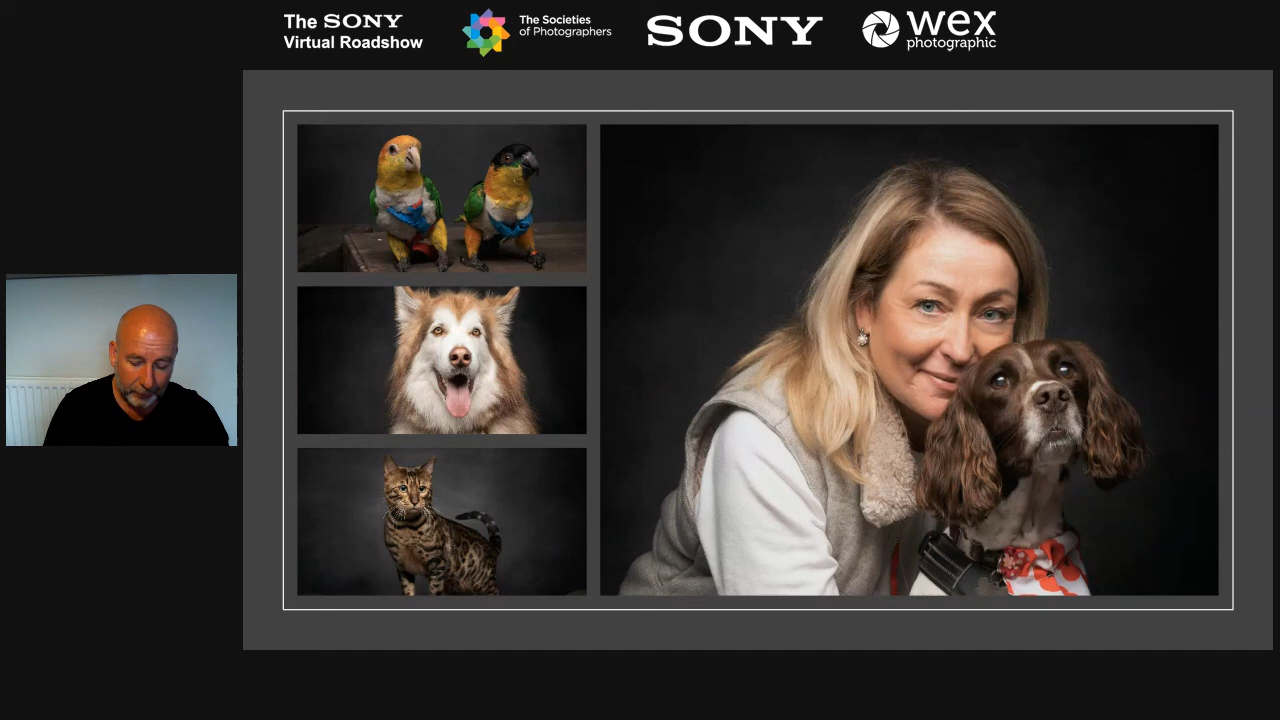 The SONY
Virtual Roadshow
The Societies
of Photographers
SONY
wex
photographic